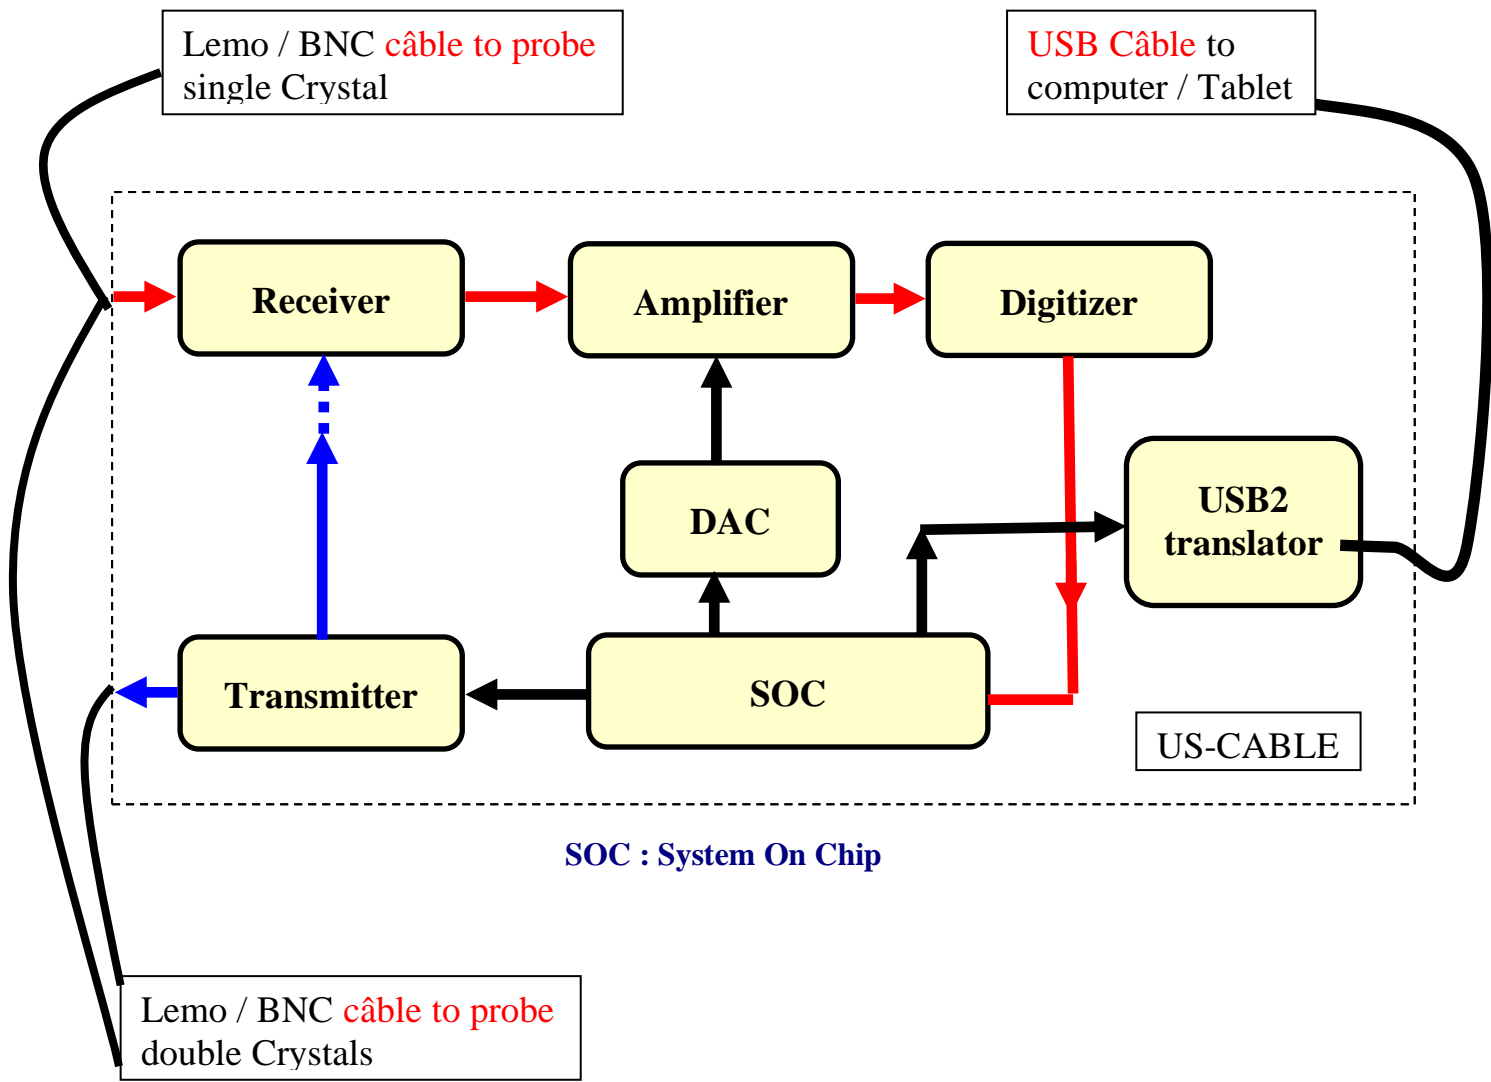 Lemo / BNC câble to probe
single Crystal
USB Câble to
computer / Tablet
Receiver
Amplifier
Digitizer
DAC
USB2
translator
Transmitter
SOC
US-CABLE
SOC : System On Chip
Lemo / BNC câble to probe
double Crystals